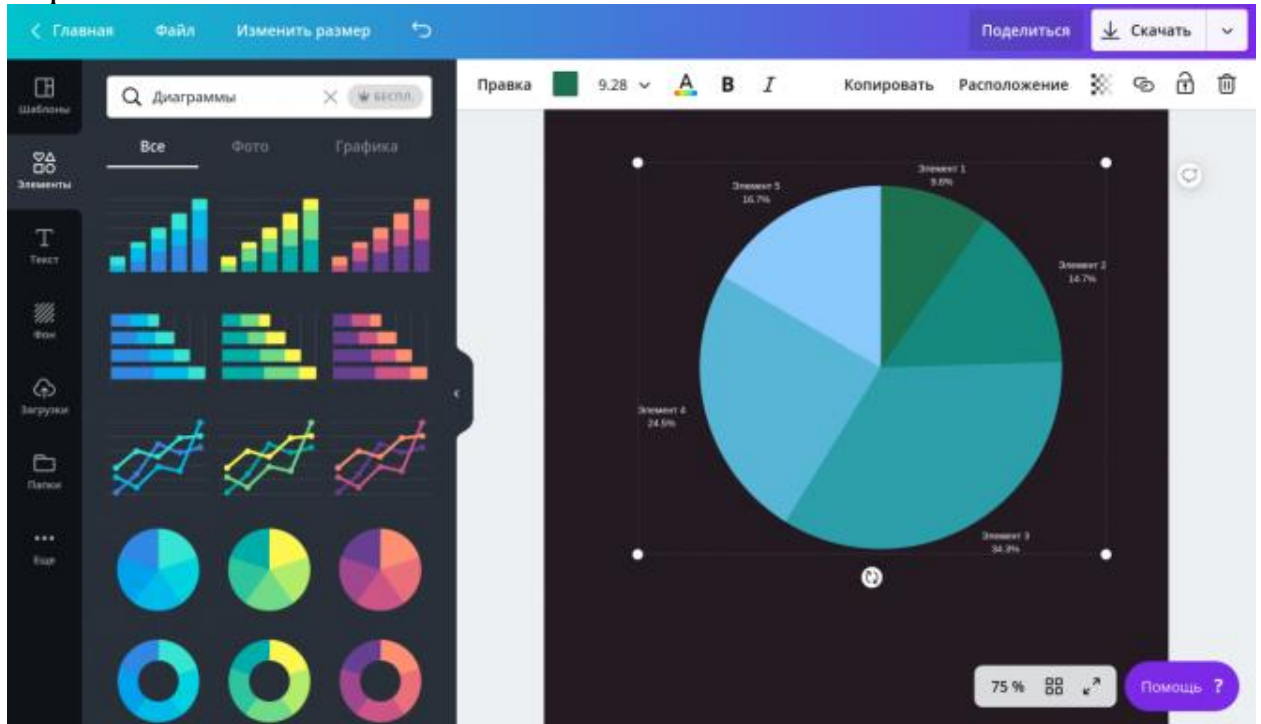 Главная Файл Изменить размер Поделиться Скачать
Шаблоны
Элементы
Текст
Фон
Загрузки
Папки
Еще
Диаграммы БЕСПЛ.
Все Фото Графика
Правка 9.28 A B I Копировать Расположение
Элемент 1
9.8%
Элемент 2
14.7%
Элемент 3
34.3%
Элемент 4
24.5%
Элемент 5
16.7%
75 %
Помощь ?